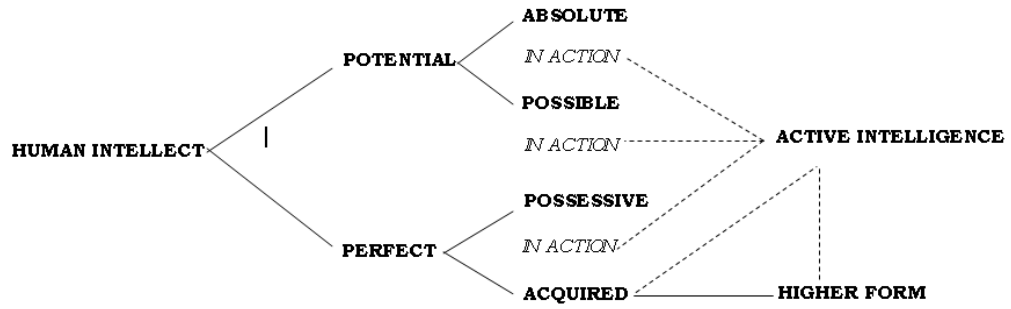 ABSOLUTE
IN ACTION
POTENTIAL
POSSIBLE
ACTIVE INTELLIGENCE
HUMAN INTELLECT
IN ACTION
POSSESSIVE
PERFECT
IN ACTION
ACQUIRED
HIGHER FORM